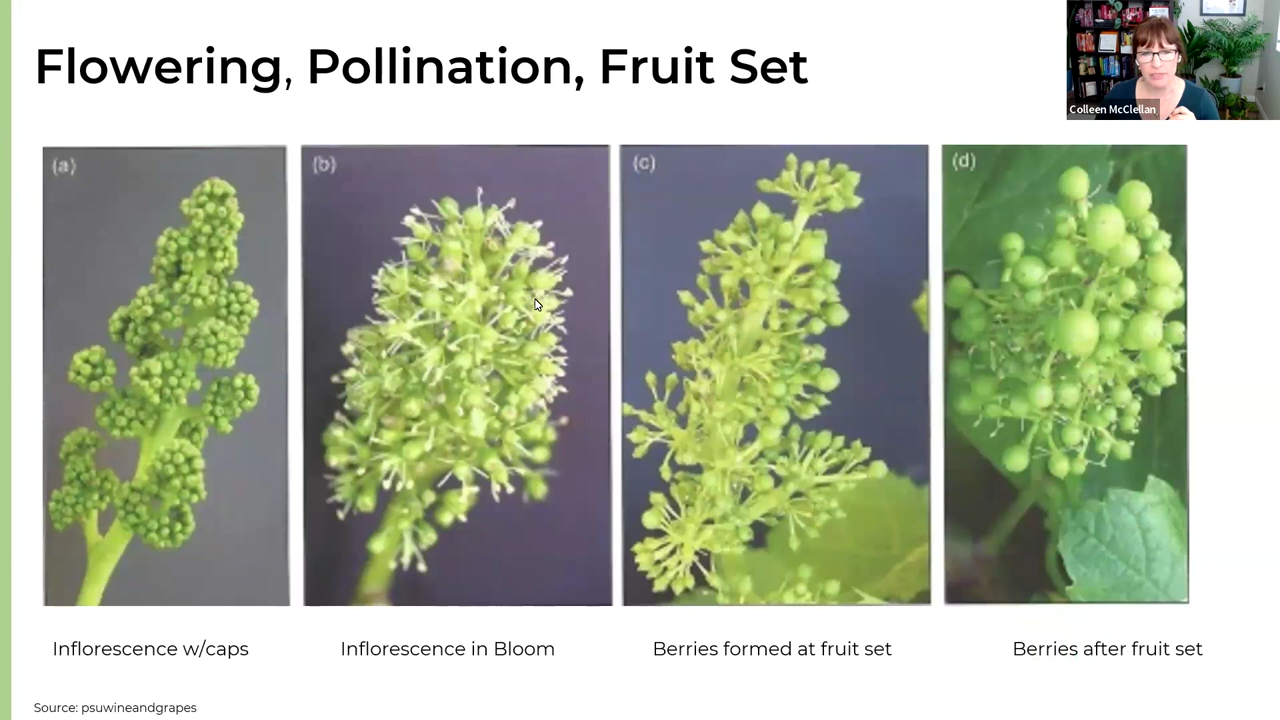 Flowering, Pollination, Fruit Set
Colleen McClellan
(a)
(b)
(c)
(d)
Inflorescence w/caps
Inflorescence in Bloom
Berries formed at fruit set
Berries after fruit set
Source: psuwineandgrapes